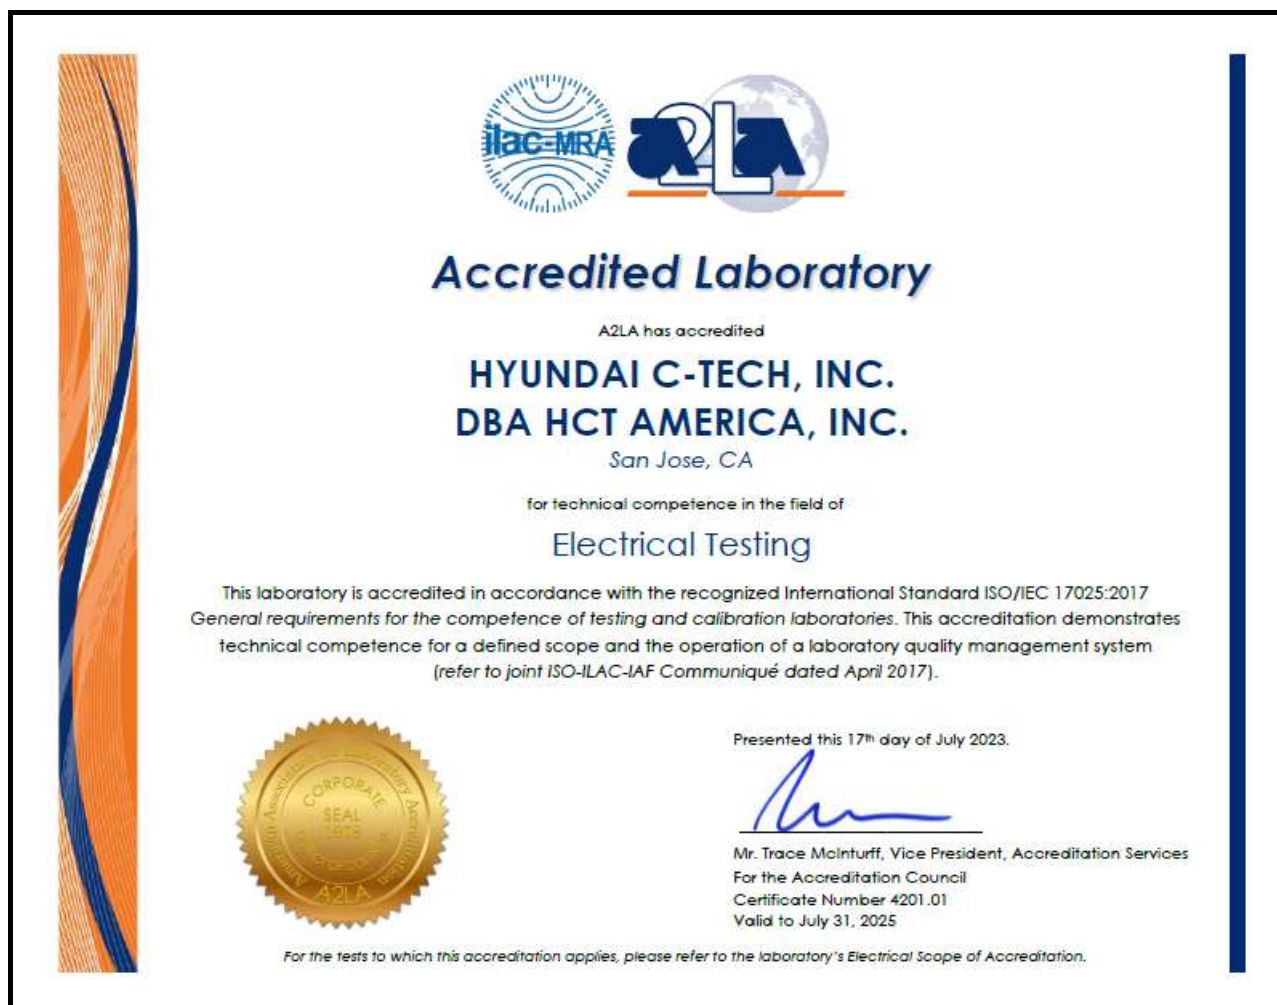 ilac-MRA
A2LA
Accredited Laboratory
A2LA has accredited
HYUNDAI C-TECH, INC.
DBA HCT AMERICA, INC.
San Jose, CA
for technical competence in the field of
Electrical Testing
This laboratory is accredited in accordance with the recognized International Standard ISO/IEC 17025:2017
General requirements for the competence of testing and calibration laboratories. This accreditation demonstrates
technical competence for a defined scope and the operation of a laboratory quality management system
(refer to joint ISO-ILAC-IAF Communiqué dated April 2017).
American Association for Laboratory Accreditation
CORPORATE
SEAL
1978
A2LA
Presented this 17th day of July 2023.
Mr. Trace McInturff, Vice President, Accreditation Services
For the Accreditation Council
Certificate Number 4201.01
Valid to July 31, 2025
For the tests to which this accreditation applies, please refer to the laboratory's Electrical Scope of Accreditation.